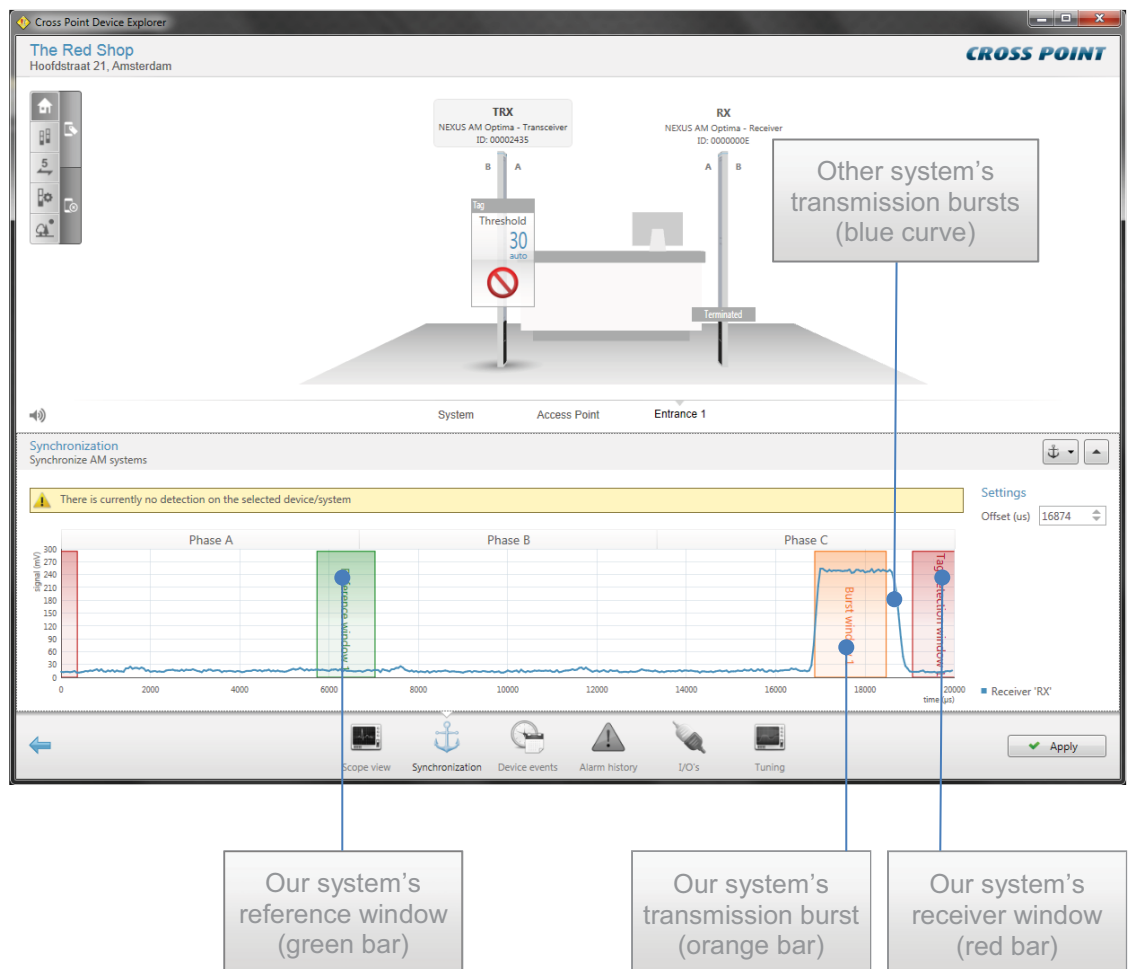 Cross Point Device Explorer
The Red Shop
Hoofdstraat 21, Amsterdam
CROSS POINT
TRX
NEXUS AM Optima - Transceiver
ID: 00002435
RX
NEXUS AM Optima - Receiver
ID: 0000000E
B A
A B
5
Tag
Threshold
30
auto
Terminated
Other system's
transmission bursts
(blue curve)
System Access Point Entrance 1
Synchronization
Synchronize AM systems
There is currently no detection on the selected device/system
Settings
Offset (us) 16874
Phase A Phase B Phase C
signal (mV)
300
270
240
210
180
150
120
90
60
30
0
Burst window 1
0 2000 4000 6000 8000 10000 12000 14000 16000 18000 20000
time (µs)
Receiver 'RX'
Scope view Synchronization Device events Alarm history I/O's Tuning
Apply
Our system's
reference window
(green bar)
Our system's
transmission burst
(orange bar)
Our system's
receiver window
(red bar)